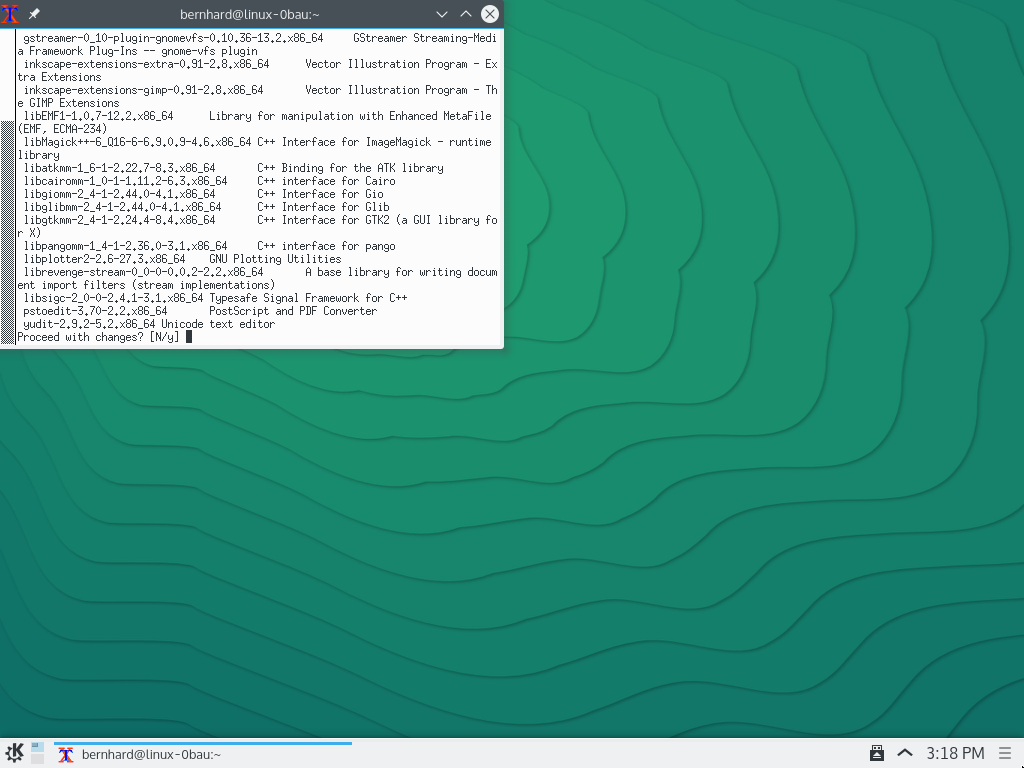 bernhard@linux-0bau:~
gstreamer-0_10-plugin-gnomevfs-0.10.36-13.2.x86_64     GStreamer Streaming-Medi
a Framework Plug-Ins -- gnome-vfs plugin
inkscape-extensions-extra-0.91-2.8.x86_64      Vector Illustration Program - Ex
tra Extensions
inkscape-extensions-gimp-0.91-2.8.x86_64       Vector Illustration Program - Th
e GIMP Extensions
libEMF1-1.0.7-12.2.x86_64      Library for manipulation with Enhanced MetaFile
(EMF, ECMA-234)
libMagick++-6_Q16-6-6.9.0.9-4.6.x86_64 C++ Interface for ImageMagick - runtime
library
libatkmm-1_6-1-2.22.7-8.3.x86_64       C++ Binding for the ATK library
libcairomm-1_0-1-1.11.2-6.3.x86_64     C++ interface for Cairo
libgiomm-2_4-1-2.44.0-4.1.x86_64       C++ Interface for Gio
libglibmm-2_4-1-2.44.0-4.1.x86_64      C++ Interface for Glib
libgtkmm-2_4-1-2.24.4-8.4.x86_64       C++ Interface for GTK2 (a GUI library fo
r X)
libpangomm-1_4-1-2.36.0-3.1.x86_64     C++ interface for pango
libplotter2-2.6-27.3.x86_64    GNU Plotting Utilities
librevenge-stream-0_0-0-0.0.2-2.2.x86_64       A base library for writing docum
ent import filters (stream implementations)
libsigc-2_0-0-2.4.1-3.1.x86_64 Typesafe Signal Framework for C++
pstoedit-3.70-2.2.x86_64       PostScript and PDF Converter
yudit-2.9.2-5.2.x86_64 Unicode text editor
Proceed with changes? [N/y]
bernhard@linux-0bau:~
3:18 PM